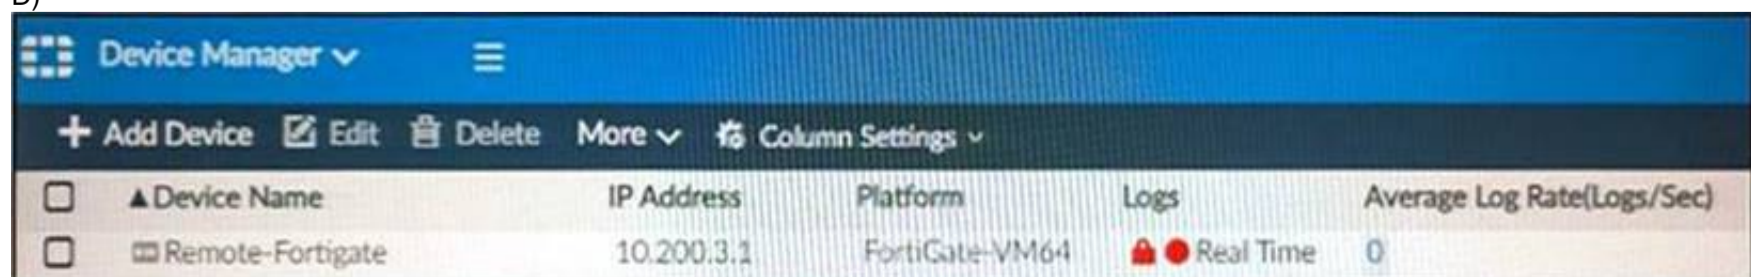 D)
Device Manager
Add Device Edit Delete More Column Settings
Device Name IP Address Platform Logs Average Log Rate(Logs/Sec)
Remote-Fortigate 10.200.3.1 FortiGate-VM64 Real Time 0